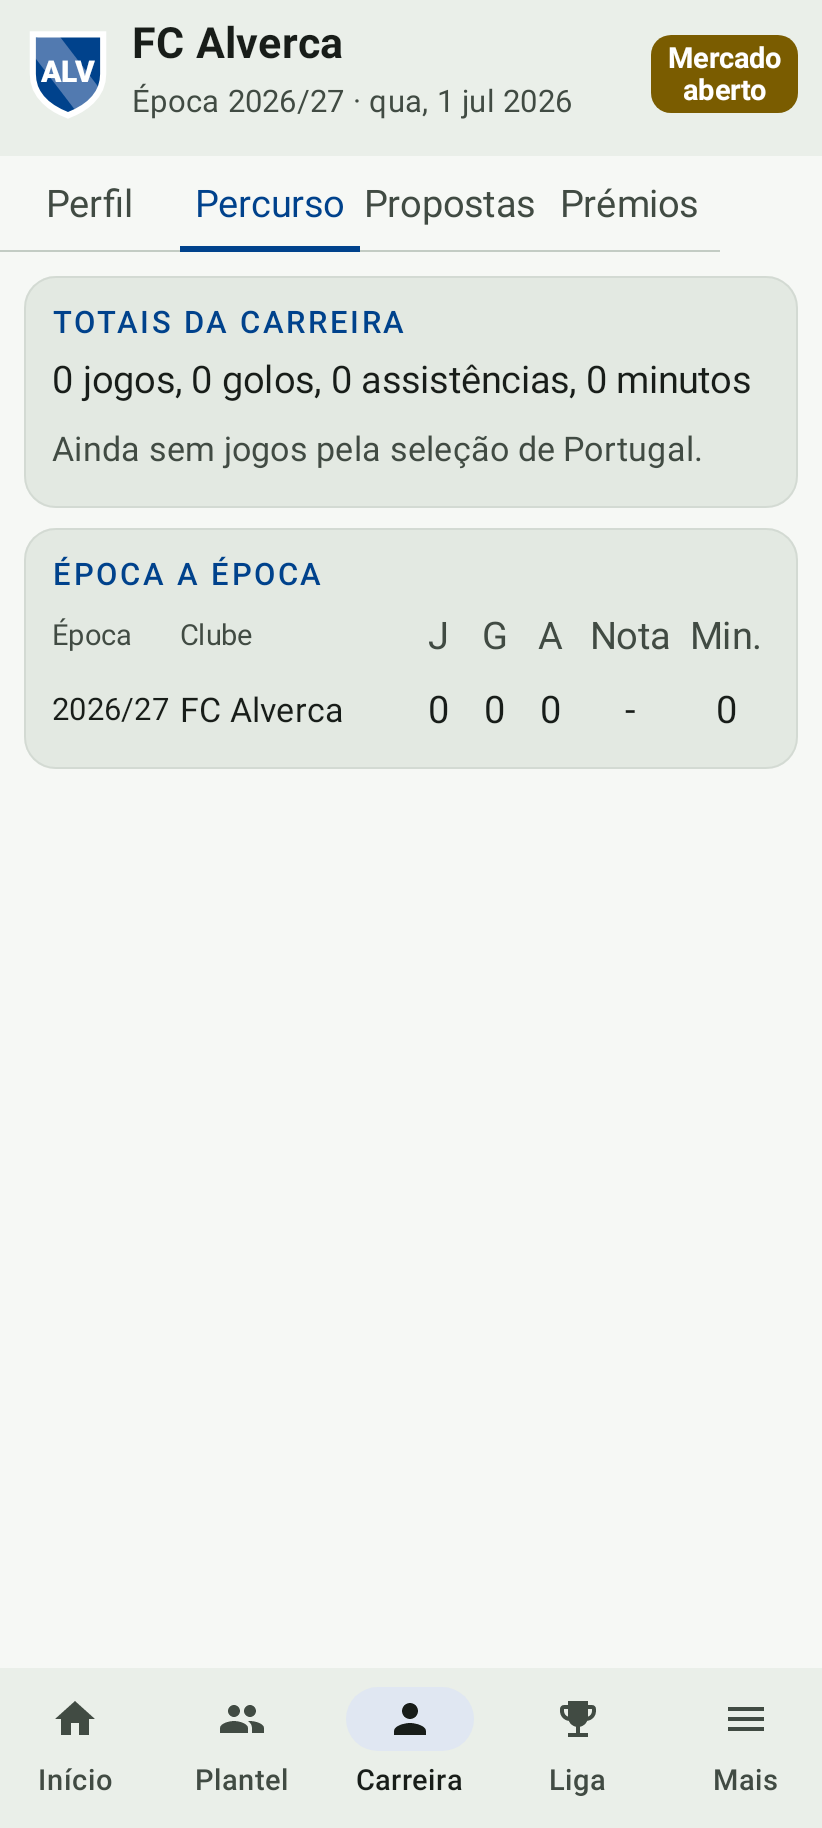 ALV
FC Alverca
Época 2026/27 · qua, 1 jul 2026
Mercado
aberto
Perfil Percurso Propostas Prémios
TOTAIS DA CARREIRA
0 jogos, 0 golos, 0 assistências, 0 minutos
Ainda sem jogos pela seleção de Portugal.
ÉPOCA A ÉPOCA
Época Clube J G A Nota Min.
2026/27 FC Alverca 0 0 0 - 0
Início Plantel Carreira Liga Mais